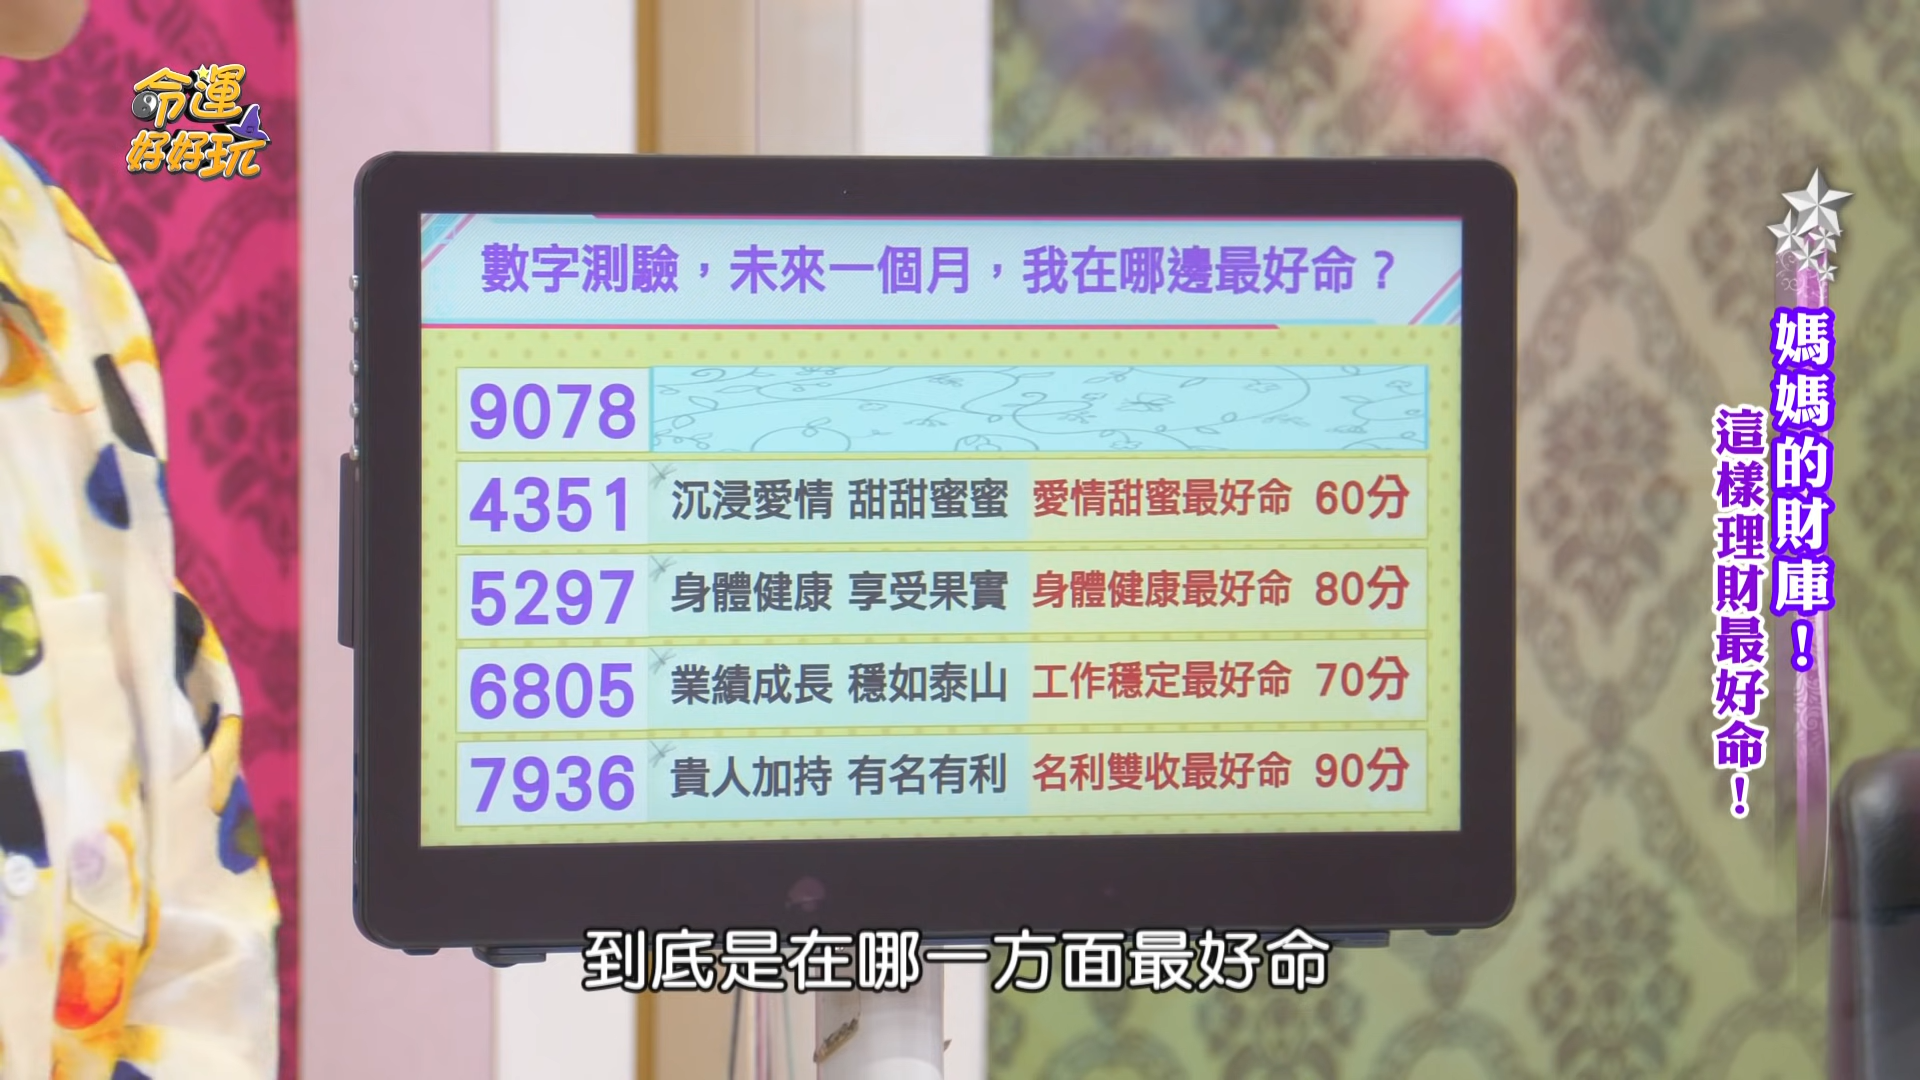 命運
好好玩
數字測驗，未來一個月，我在哪邊最好命？
9078
4351 沉浸愛情 甜甜蜜蜜 愛情甜蜜最好命 60分
5297 身體健康 享受果實 身體健康最好命 80分
6805 業績成長 穩如泰山 工作穩定最好命 70分
7936 貴人加持 有名有利 名利雙收最好命 90分
媽媽的財庫！
這樣理財最好命！
到底是在哪一方面最好命